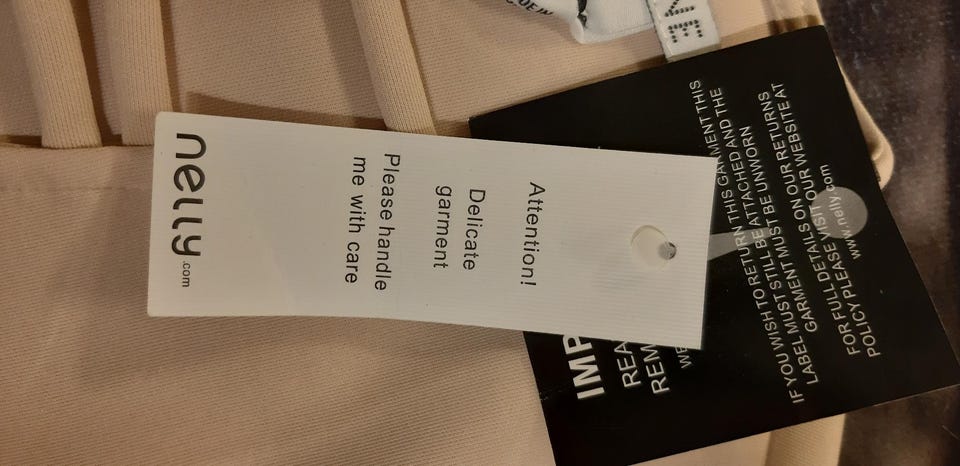 Attention!
Delicate
garment
Please handle
me with care
nelly.com
IMP
REA
REM
WE
IF YOU WISH TO RETURN THIS GARMENT THIS
LABEL MUST STILL BE ATTACHED AND THE
GARMENT MUST BE UNWORN
FOR FULL DETAILS ON OUR RETURNS
POLICY PLEASE VISIT OUR WEBSITE AT
www.nelly.com